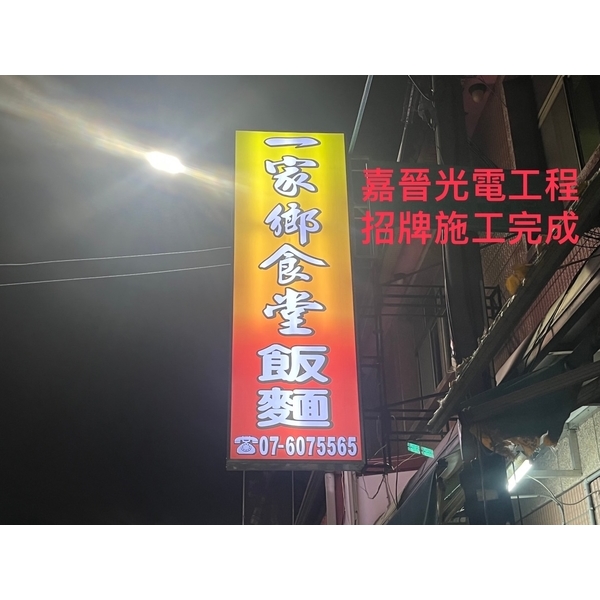 一家鄉食堂
飯麵
☎07-6075565
嘉晉光電工程
招牌施工完成